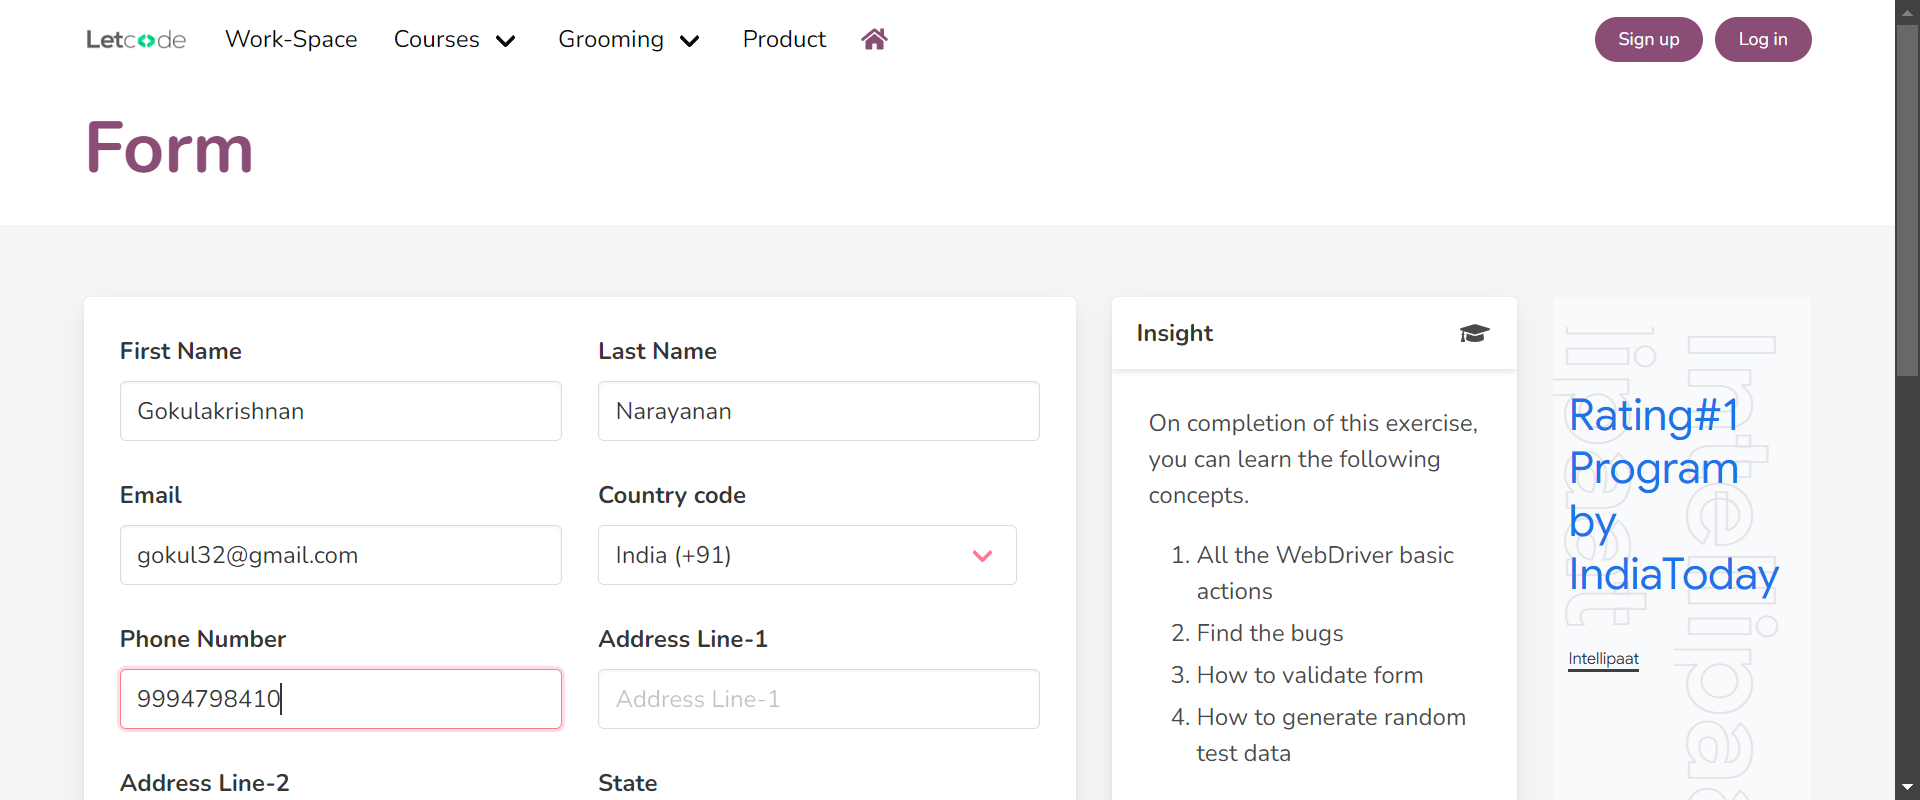 Letcode Work-Space Courses Grooming Product Sign up Log in
Form
First Name Last Name
Gokulakrishnan Narayanan
Email Country code
gokul32@gmail.com India (+91)
Phone Number Address Line-1
9994798410 Address Line-1
Address Line-2 State
Insight
On completion of this exercise,
you can learn the following
concepts.
1. All the WebDriver basic
actions
2. Find the bugs
3. How to validate form
4. How to generate random
test data
Intellipaat
Rating#1
Program
by
IndiaToday
Intellipaat